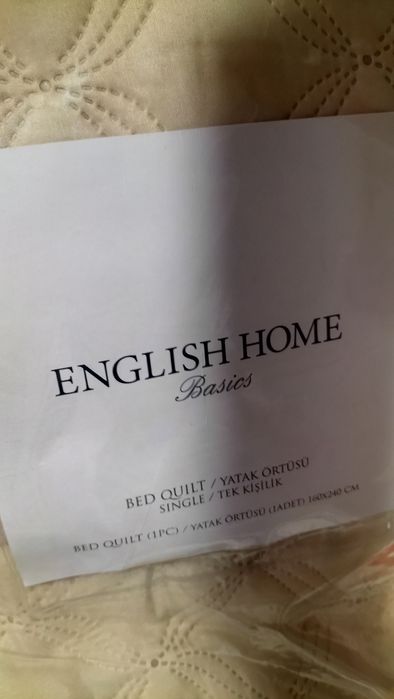 ENGLISH HOME
Basics
BED QUILT / YATAK ÖRTÜSÜ
SINGLE / TEK KİŞİLİK
BED QUILT (1PC) / YATAK ÖRTÜSÜ (1ADET) 160X240 CM